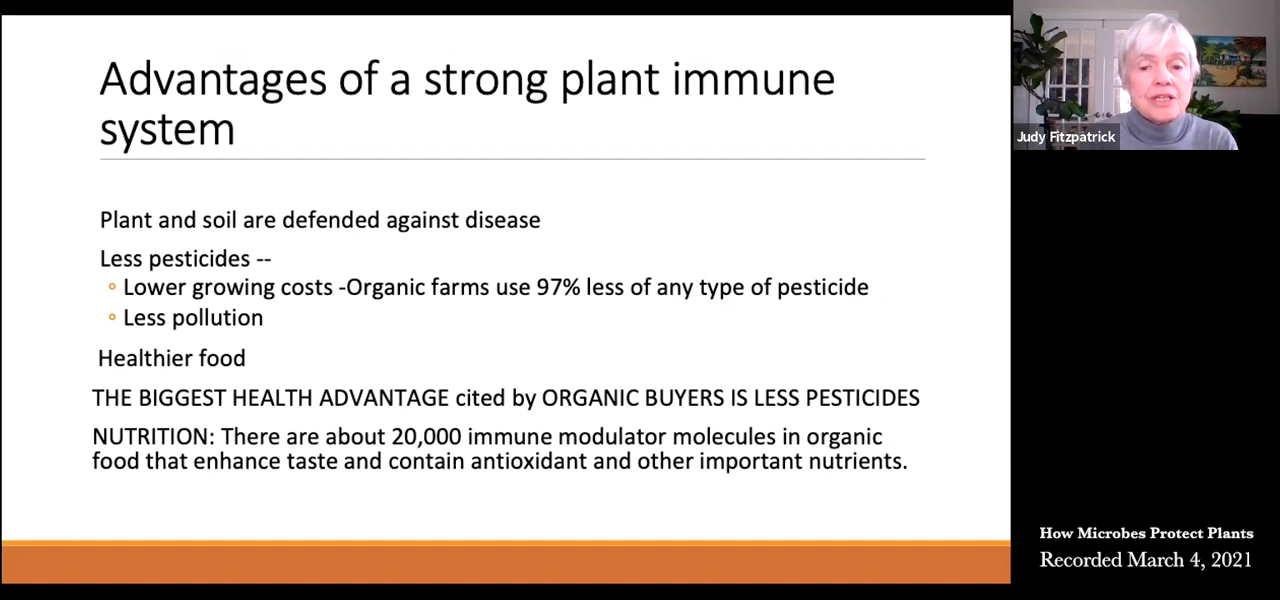 Advantages of a strong plant immune
system
Plant and soil are defended against disease
Less pesticides --
Lower growing costs -Organic farms use 97% less of any type of pesticide
Less pollution
Healthier food
THE BIGGEST HEALTH ADVANTAGE cited by ORGANIC BUYERS IS LESS PESTICIDES
NUTRITION: There are about 20,000 immune modulator molecules in organic
food that enhance taste and contain antioxidant and other important nutrients.
Judy Fitzpatrick
How Microbes Protect Plants
Recorded March 4, 2021